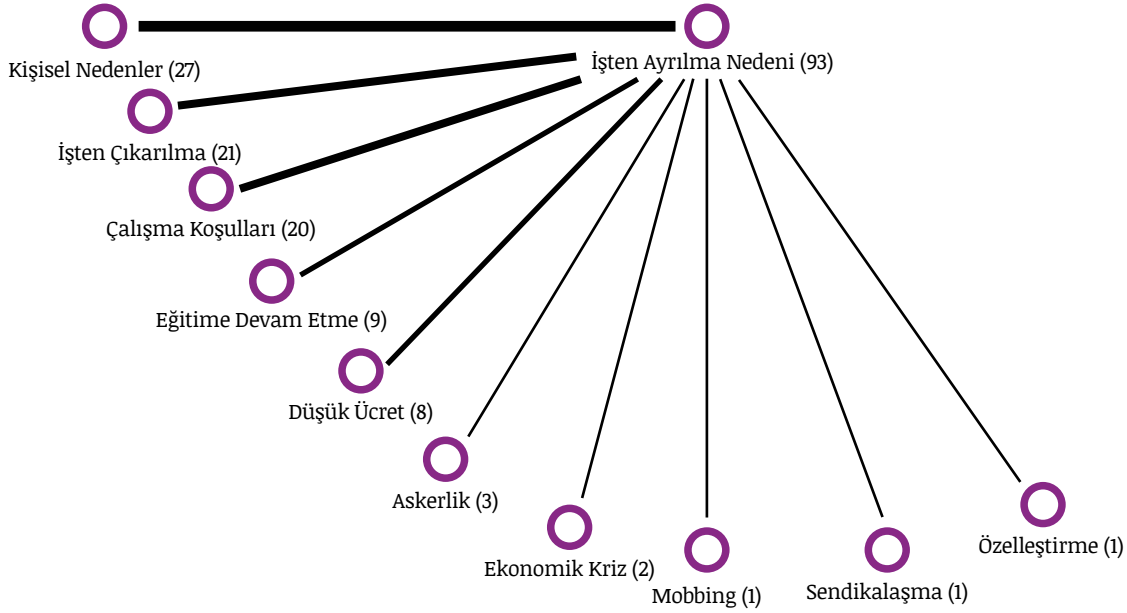 İşten Ayrılma Nedeni (93)
Kişisel Nedenler (27)
İşten Çıkarılma (21)
Çalışma Koşulları (20)
Eğitime Devam Etme (9)
Düşük Ücret (8)
Askerlik (3)
Ekonomik Kriz (2)
Mobbing (1)
Sendikalaşma (1)
Özelleştirme (1)